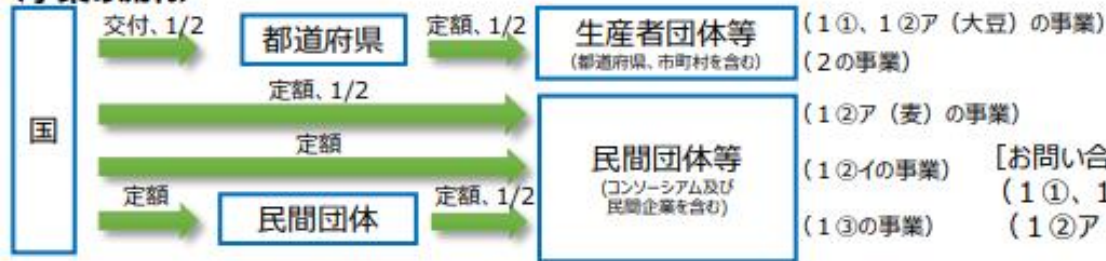 交付、1/2
都道府県
定額、1/2
生産者団体等
(都道府県、市町村を含む)
(1①、1②ア(大豆)の事業)
(2の事業)
国
定額、1/2
(1②ア(麦)の事業)
定額
民間団体等
(コンソーシアム及び
民間企業を含む)
(1②イの事業)
[お問い合
(1①、1
定額
民間団体
定額、1/2
(1③の事業)
(1②ア